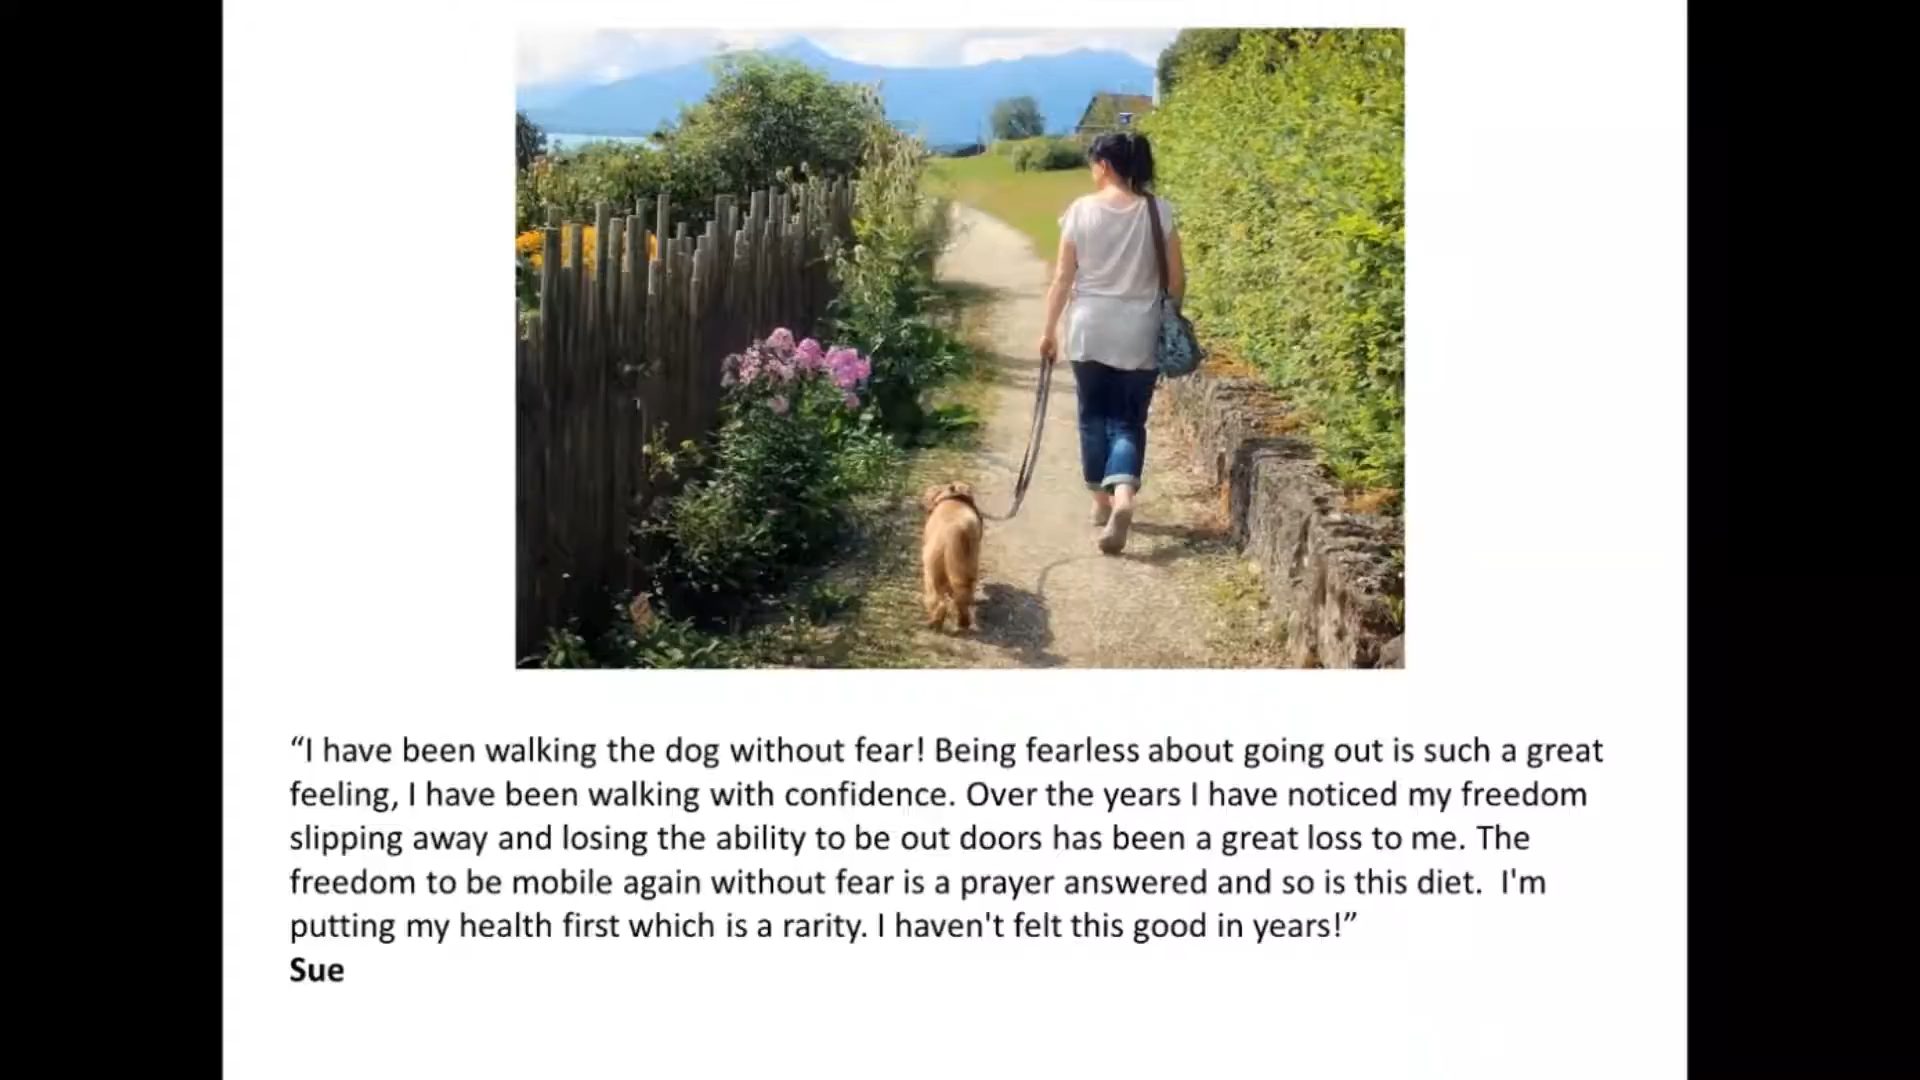 “I have been walking the dog without fear! Being fearless about going out is such a great
feeling, I have been walking with confidence. Over the years I have noticed my freedom
slipping away and losing the ability to be out doors has been a great loss to me. The
freedom to be mobile again without fear is a prayer answered and so is this diet.  I'm
putting my health first which is a rarity. I haven't felt this good in years!”
Sue